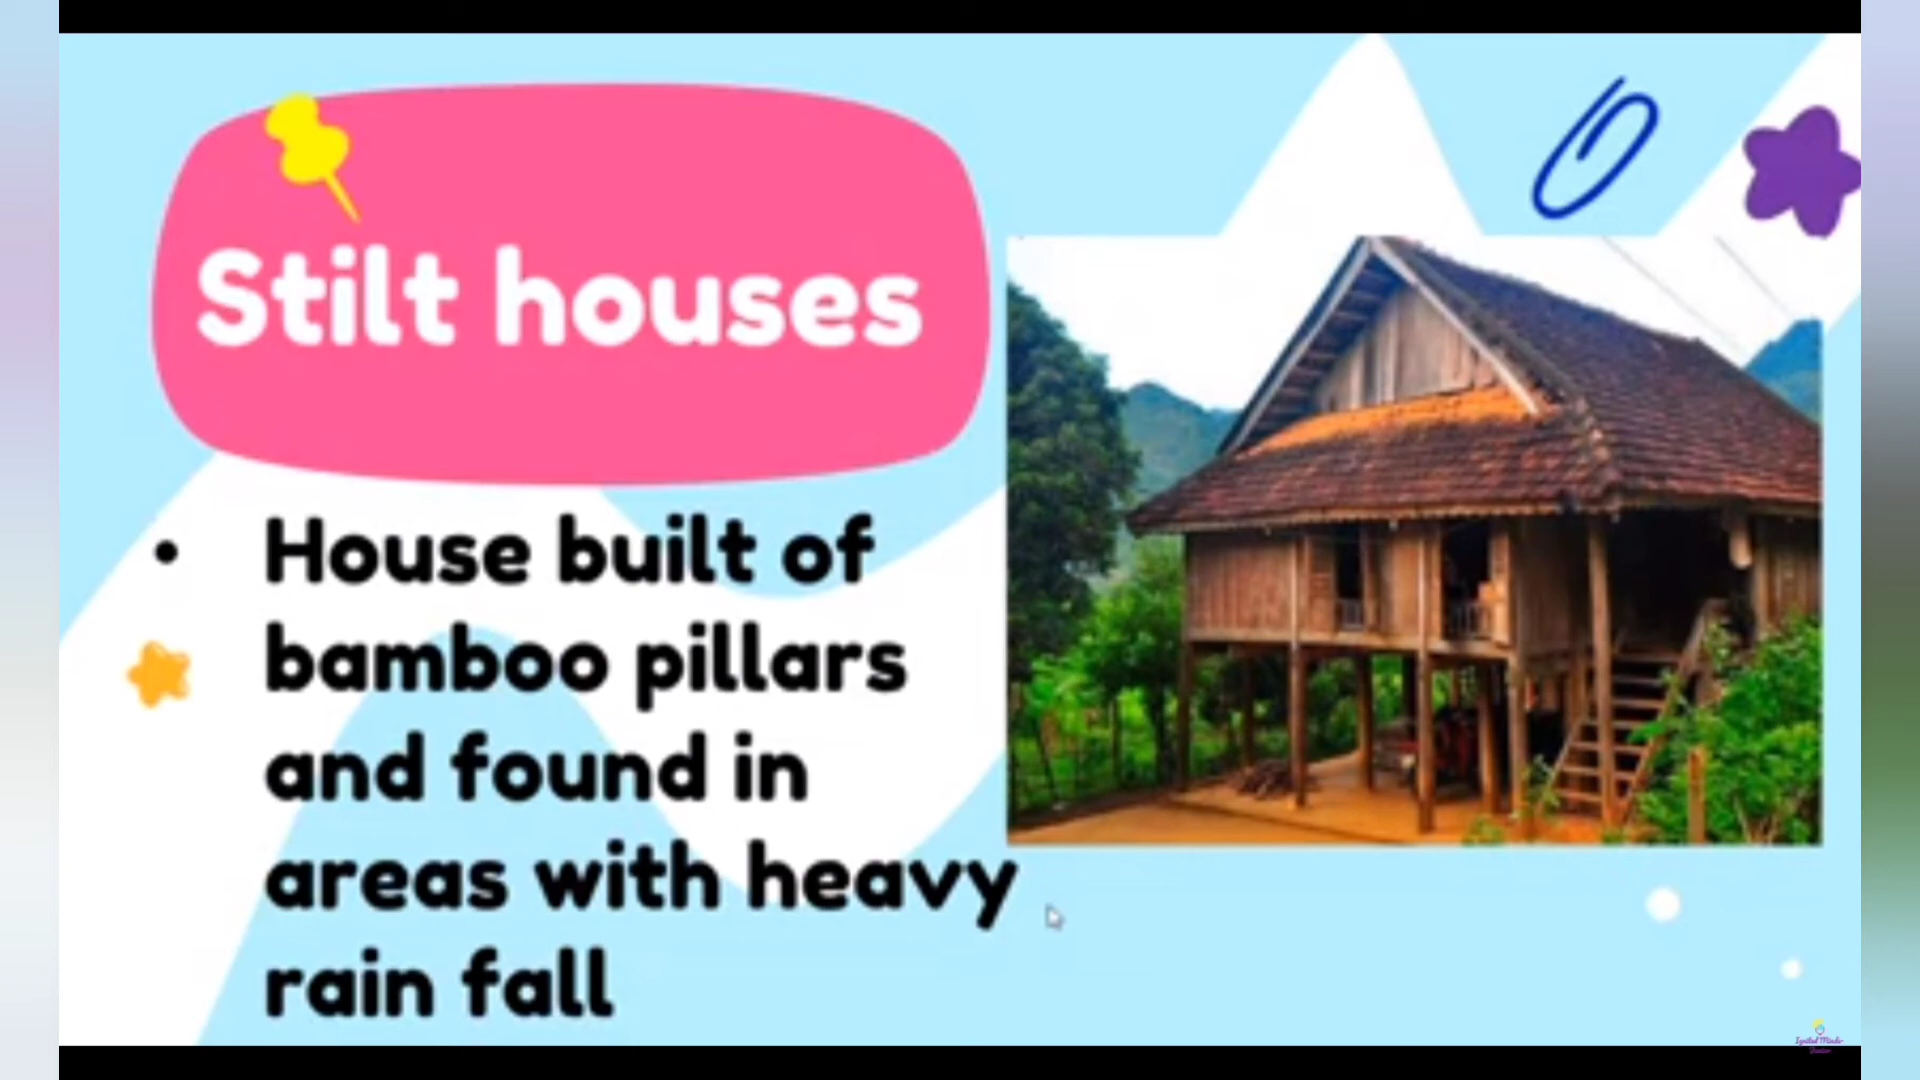 Stilt houses
• House built of
bamboo pillars
and found in
areas with heavy
rain fall